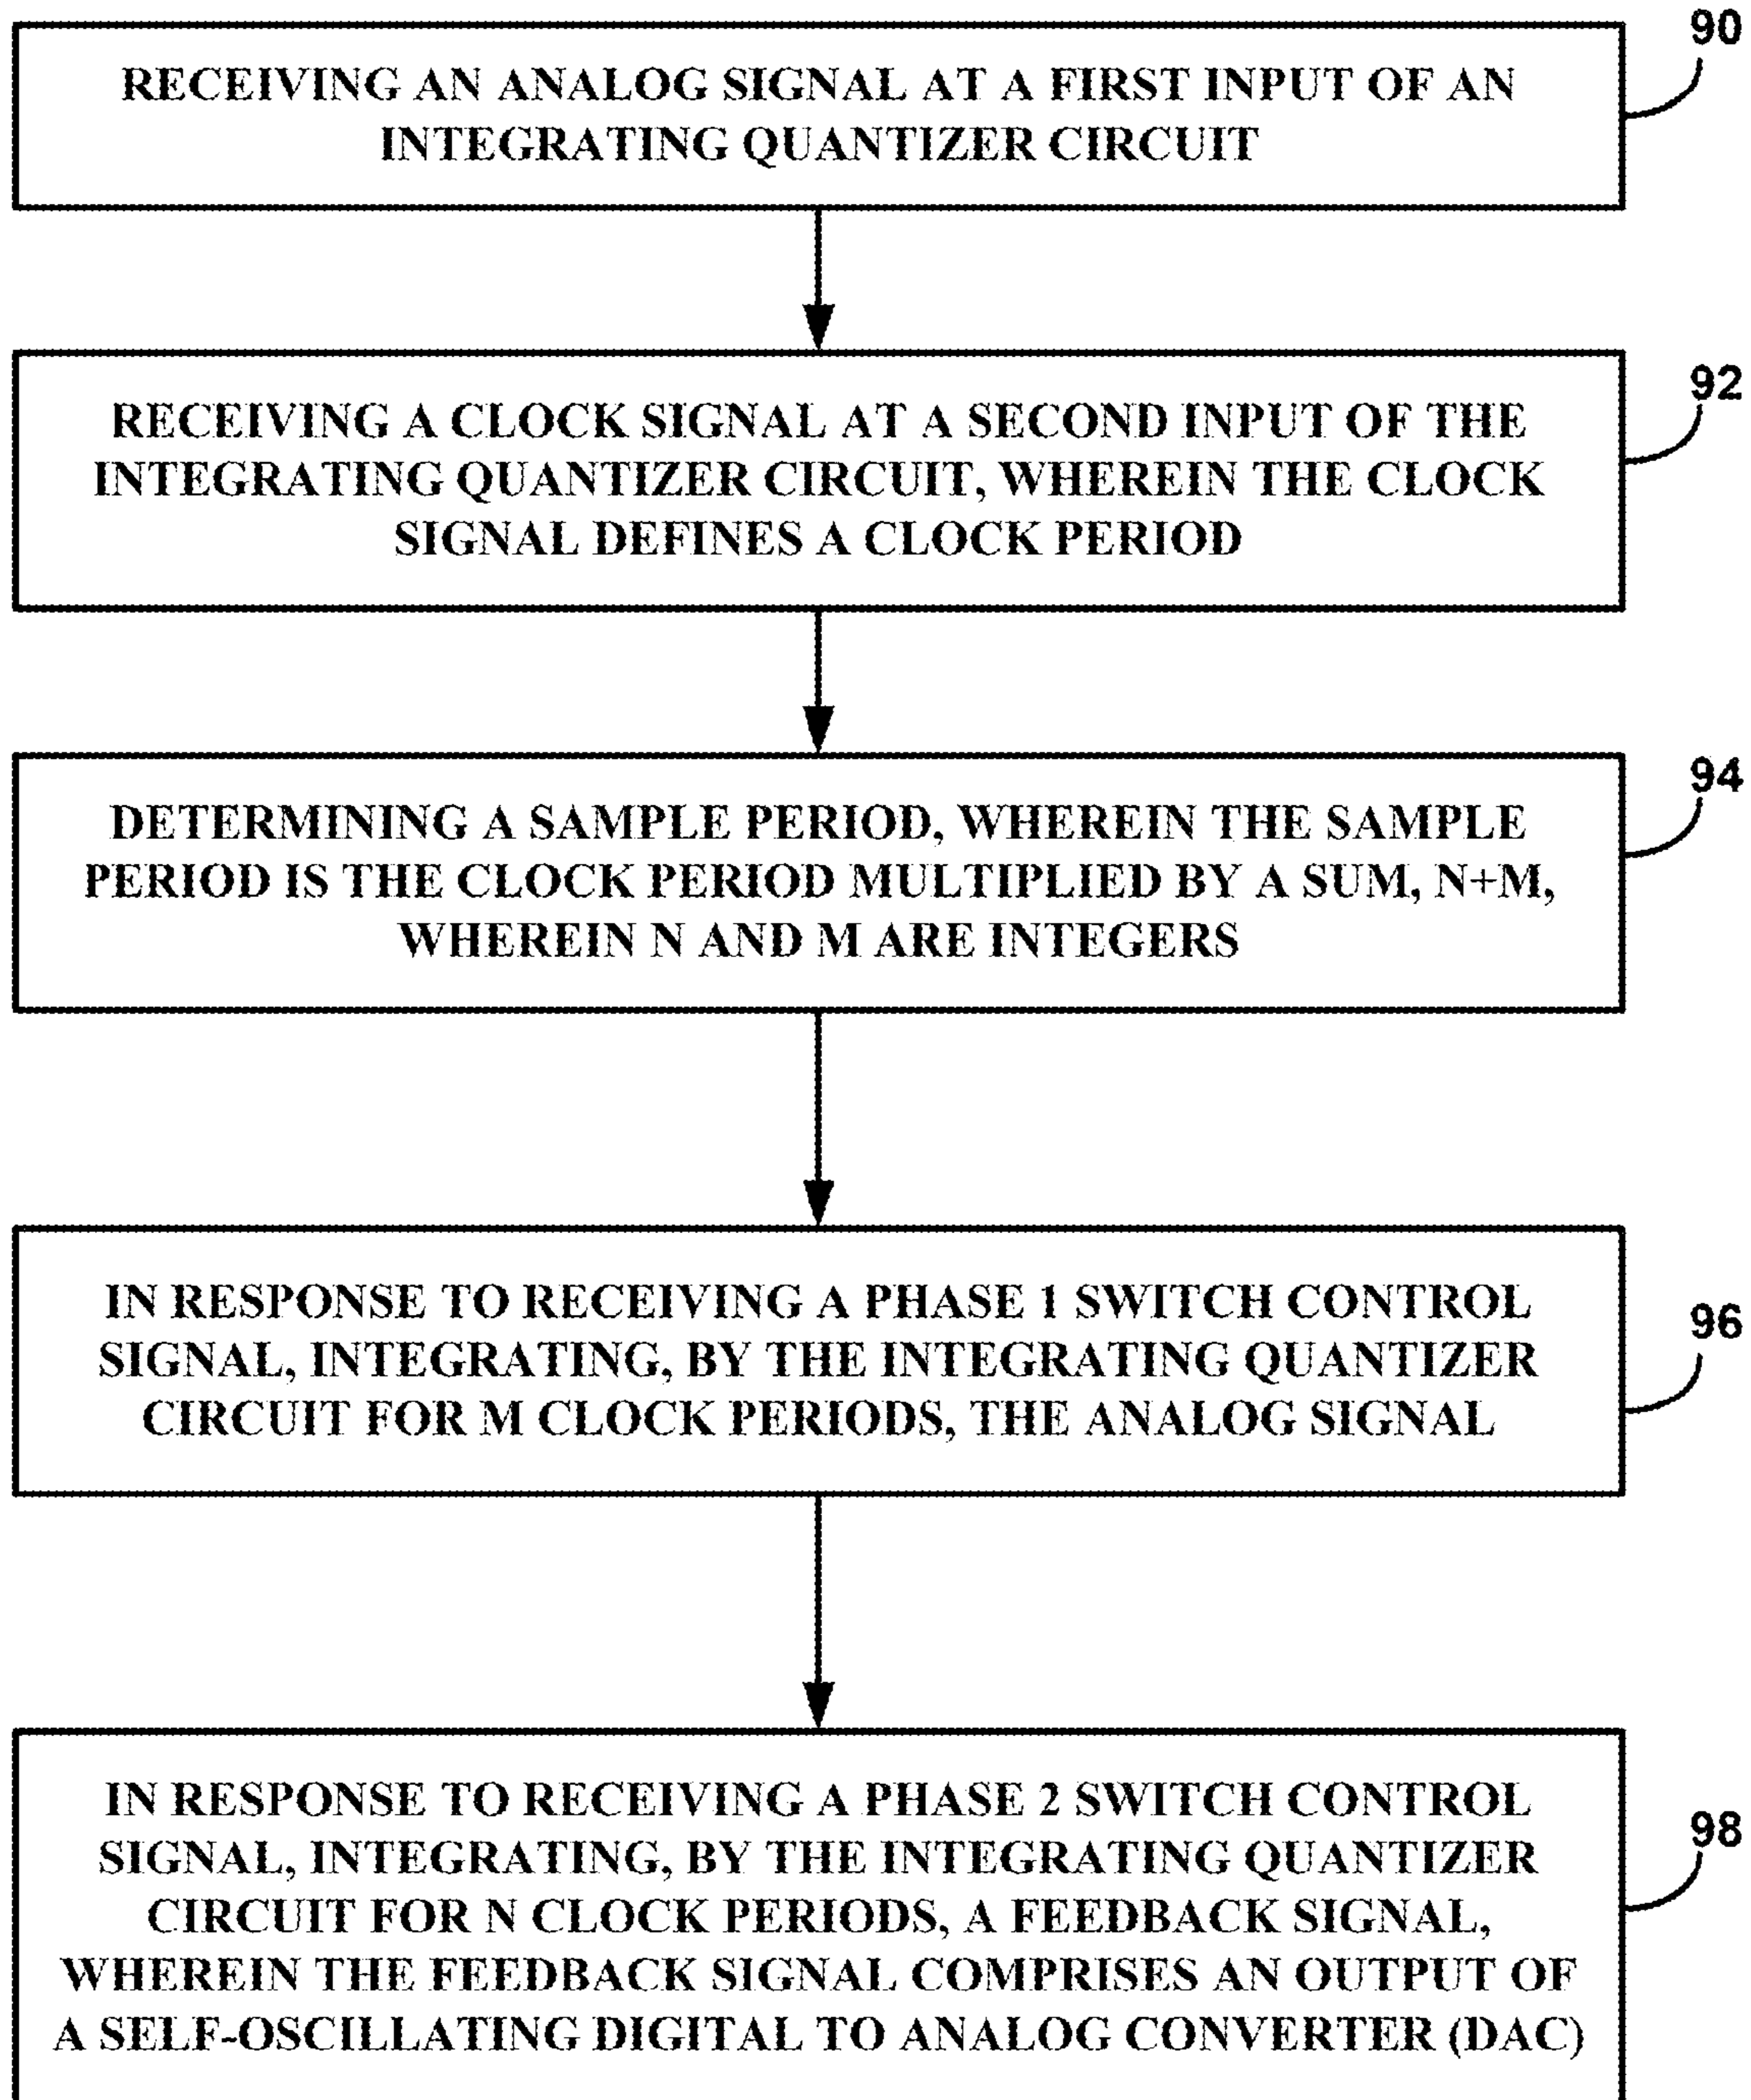 90
RECEIVING AN ANALOG SIGNAL AT A FIRST INPUT OF AN
INTEGRATING QUANTIZER CIRCUIT
92
RECEIVING A CLOCK SIGNAL AT A SECOND INPUT OF THE
INTEGRATING QUANTIZER CIRCUIT, WHEREIN THE CLOCK
SIGNAL DEFINES A CLOCK PERIOD
94
DETERMINING A SAMPLE PERIOD, WHEREIN THE SAMPLE
PERIOD IS THE CLOCK PERIOD MULTIPLIED BY A SUM, N+M,
WHEREIN N AND M ARE INTEGERS
96
IN RESPONSE TO RECEIVING A PHASE 1 SWITCH CONTROL
SIGNAL, INTEGRATING, BY THE INTEGRATING QUANTIZER
CIRCUIT FOR M CLOCK PERIODS, THE ANALOG SIGNAL
98
IN RESPONSE TO RECEIVING A PHASE 2 SWITCH CONTROL
SIGNAL, INTEGRATING, BY THE INTEGRATING QUANTIZER
CIRCUIT FOR N CLOCK PERIODS, A FEEDBACK SIGNAL,
WHEREIN THE FEEDBACK SIGNAL COMPRISES AN OUTPUT OF
A SELF-OSCILLATING DIGITAL TO ANALOG CONVERTER (DAC)